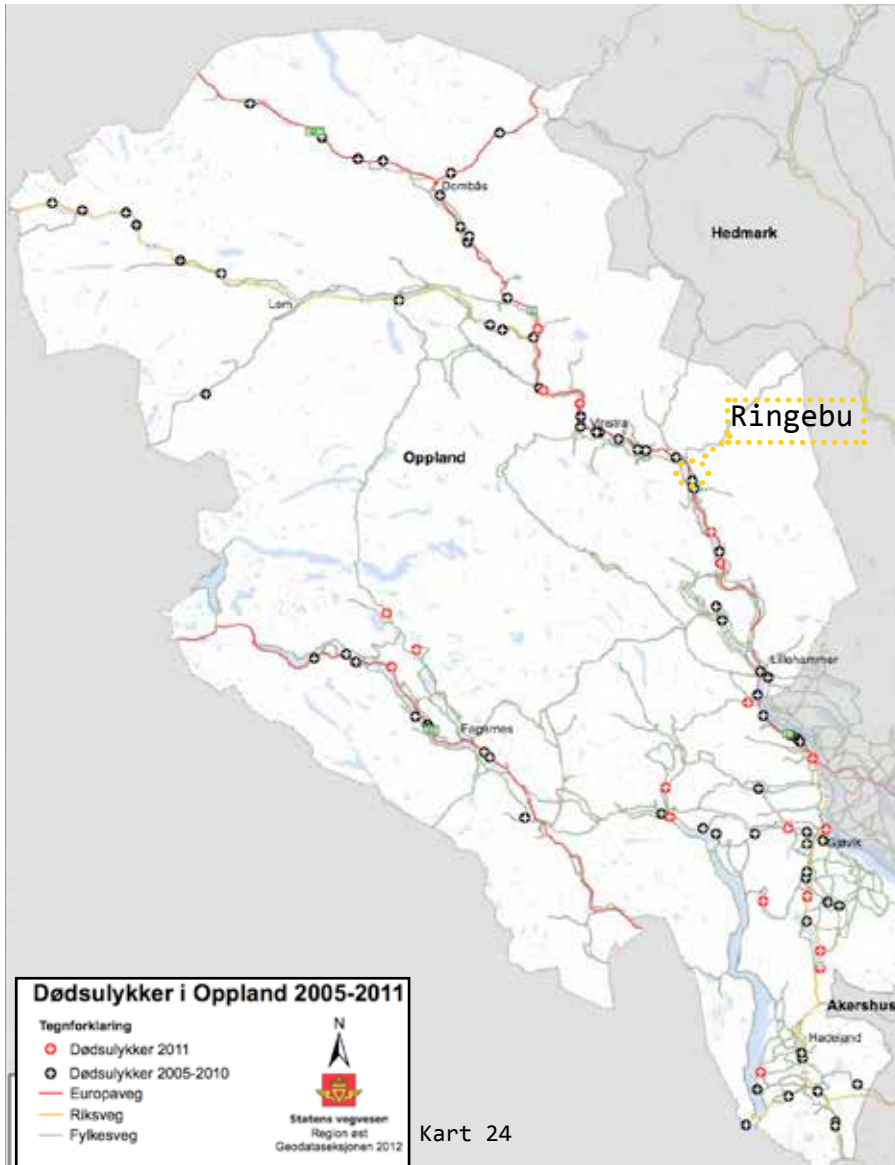 Dombås
Hedmark
Lom
Ringebu
Vinstra
Oppland
Lillehammer
Fagernes
Gjøvik
Akershus
Hadeland
Dødsulykker i Oppland 2005-2011
Tegnforklaring
Dødsulykker 2011
Dødsulykker 2005-2010
Europaveg
Riksveg
Fylkesveg
N
Statens vegvesen
Region øst
Geodataseksjonen 2012
Kart 24